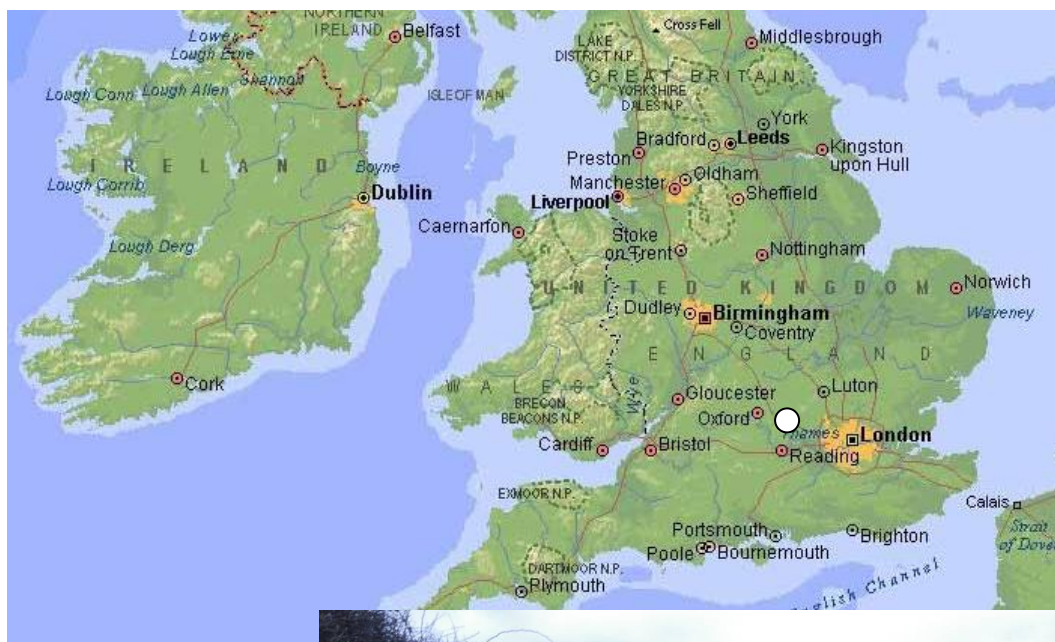 NORTHERN
IRELAND
Belfast
Lower
Lough Erne
Shannon
Lough Conn
Lough Allen
ISLE OF MAN
LAKE
DISTRICT N.P.
Cross Fell
Middlesbrough
GREAT BRITAIN
YORKSHIRE
DALES N.P.
York
Bradford
Leeds
Preston
Kingston
upon Hull
IRELAND
Boyne
Lough Corrib
Dublin
Manchester
Oldham
Liverpool
Sheffield
Caernarfon
Lough Derg
Stoke
on Trent
Nottingham
UNITED KINGDOM
Norwich
Dudley
Birmingham
Waveney
Coventry
ENGLAND
Cork
WALES
Wye
Gloucester
Luton
BRECON
BEACONS N.P.
Oxford
Thames
London
Cardiff
Bristol
Reading
EXMOOR N.P.
Calais
Portsmouth
Brighton
Strait
of Dove
Poole
Bournemouth
DARTMOOR N.P.
Plymouth
English Channel